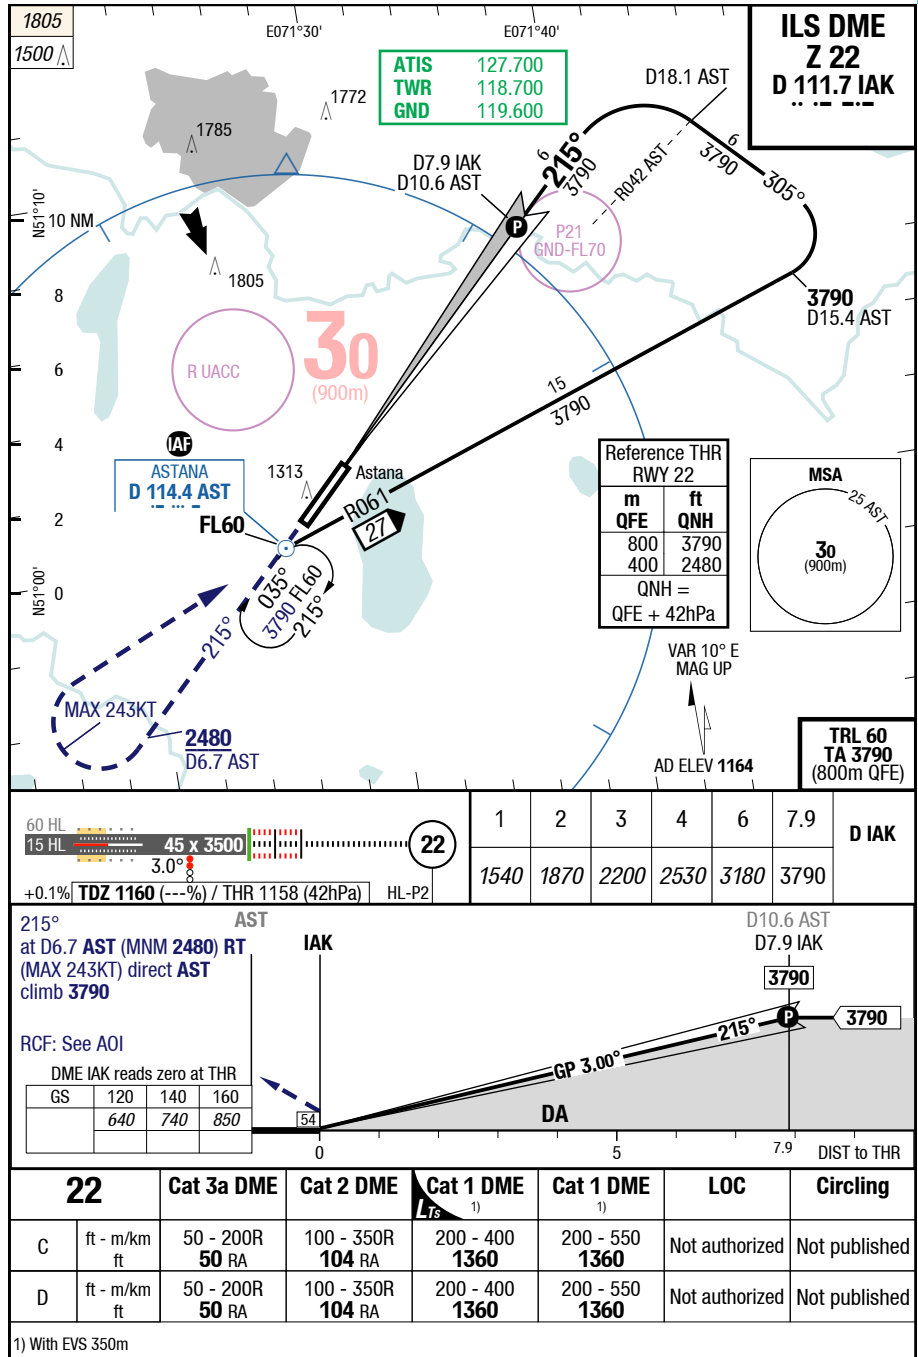 1805
1500
E071°30'
E071°40'
ILS DME
Z 22
D 111.7 IAK
ATIS 127.700
TWR 118.700
GND 119.600
D18.1 AST
1772
1785
6
215°
3790
6
3790
305°
D7.9 IAK
D10.6 AST
R042 AST
N51°10'
10 NM
P
P21
GND-FL70
1805
8
3790
D15.4 AST
30
(900m)
6
R UACC
15
3790
4
IAF
ASTANA
D 114.4 AST
1313
Astana
Reference THR
RWY 22
m ft
QFE QNH
800 3790
400 2480
QNH =
QFE + 42hPa
MSA
25 AST
30
(900m)
R061
27
2
FL60
N51°00'
0
035°
3790 FL60
215°
215°
VAR 10° E
MAG UP
MAX 243KT
2480
D6.7 AST
AD ELEV 1164
TRL 60
TA 3790
(800m QFE)
60 HL
15 HL
45 x 3500
22
3.0°
+0.1% TDZ 1160 (---%) / THR 1158 (42hPa) HL-P2
1 2 3 4 6 7.9 D IAK
1540 1870 2200 2530 3180 3790
215°
at D6.7 AST (MNM 2480) RT
(MAX 243KT) direct AST
climb 3790
RCF: See AOI
AST
IAK
D10.6 AST
D7.9 IAK
3790
P
3790
215°
GP 3.00°
DA
DME IAK reads zero at THR
GS 120 140 160
640 740 850
54
0 5 7.9 DIST to THR
22 Cat 3a DME Cat 2 DME LTs Cat 1 DME 1) Cat 1 DME 1) LOC Circling
C ft - m/km 50 - 200R 100 - 350R 200 - 400 200 - 550 Not authorized Not published
ft 50 RA 104 RA 1360 1360
D ft - m/km 50 - 200R 100 - 350R 200 - 400 200 - 550 Not authorized Not published
ft 50 RA 104 RA 1360 1360
1) With EVS 350m